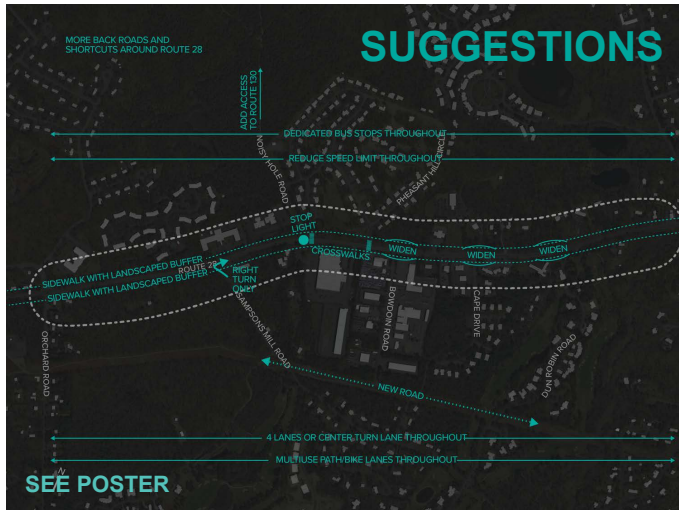 SUGGESTIONS
MORE BACK ROADS AND
SHORTCUTS AROUND ROUTE 28
ADD ACCESS
TO ROUTE 130
DEDICATED BUS STOPS THROUGHOUT
REDUCE SPEED LIMIT THROUGHOUT
NOISY HOLE ROAD
PHEASANT HILL CIRCLE
STOP
LIGHT
CROSSWALKS
WIDEN
WIDEN
WIDEN
SIDEWALK WITH LANDSCAPED BUFFER
ROUTE 28
SIDEWALK WITH LANDSCAPED BUFFER
RIGHT
TURN
ONLY
SAMPSONS MILL ROAD
BOWDOIN ROAD
CAPE DRIVE
DUN ROBIN ROAD
ORCHARD ROAD
NEW ROAD
4 LANES OR CENTER TURN LANE THROUGHOUT
MULTIUSE PATH/BIKE LANES THROUGHOUT
N
SEE POSTER